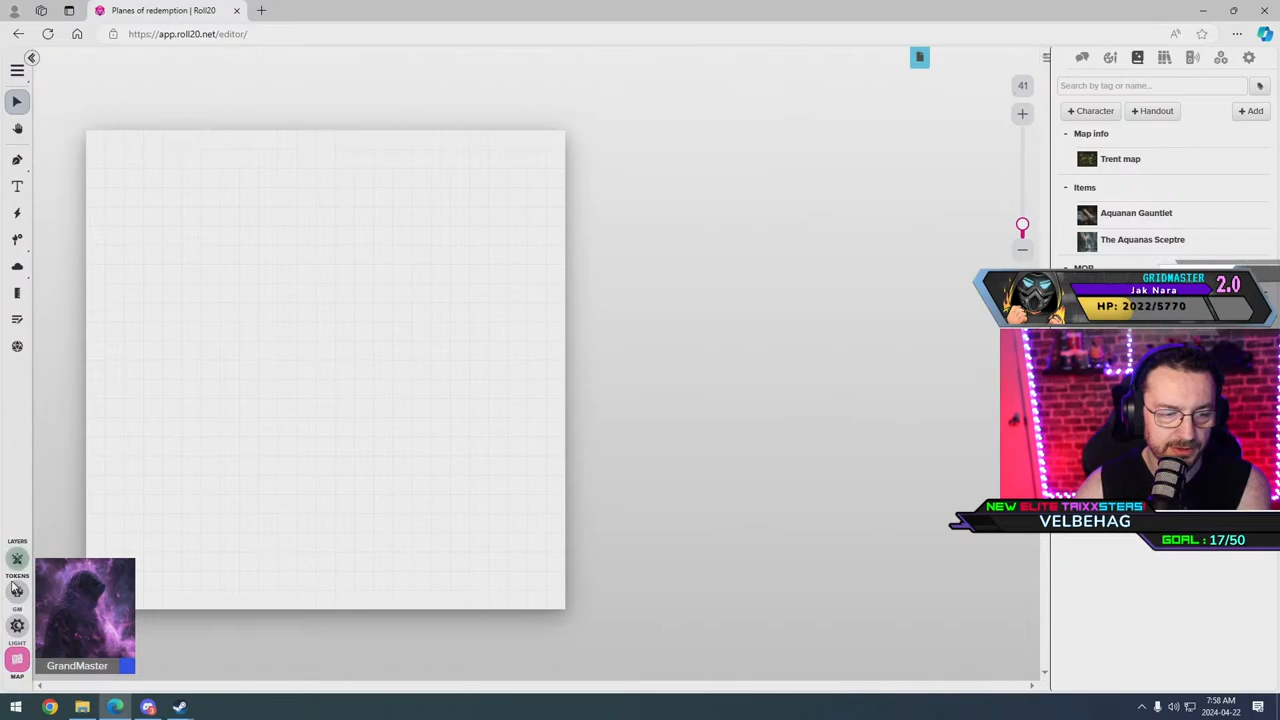 Planes of redemption | Roll20
https://app.roll20.net/editor/
41
Search by tag or name...
+ Character
+ Handout
+ Add
- Map info
Trent map
- Items
Aquanan Gauntlet
The Aquanas Sceptre
GRIDMASTER
2.0
Jak Nara
HP: 2022/5770
NEW ELITE TRIXXSTERS!
VELBEHAG
GOAL : 17/50
LAYERS
TOKENS
GM
LIGHT
MAP
GrandMaster
7:58 AM
2024-04-22